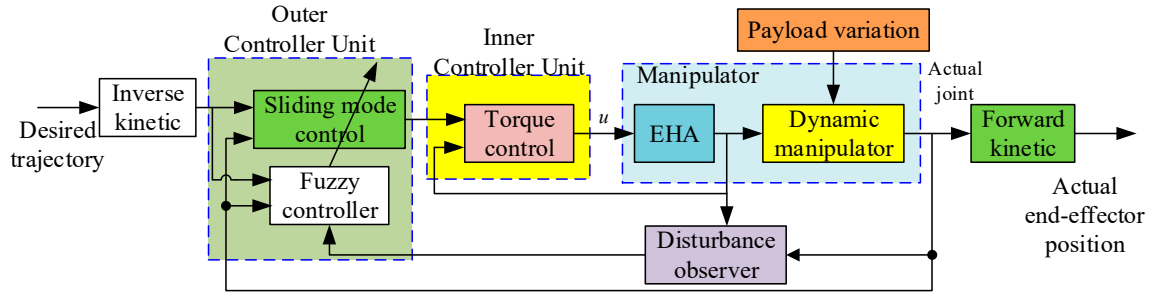 Outer
Controller Unit
Inner
Controller Unit
Payload variation
Manipulator
Actual
joint
Inverse
kinetic
Desired
trajectory
Sliding mode
control
Fuzzy
controller
Torque
control
u
EHA
Dynamic
manipulator
Forward
kinetic
Disturbance
observer
Actual
end-effector
position